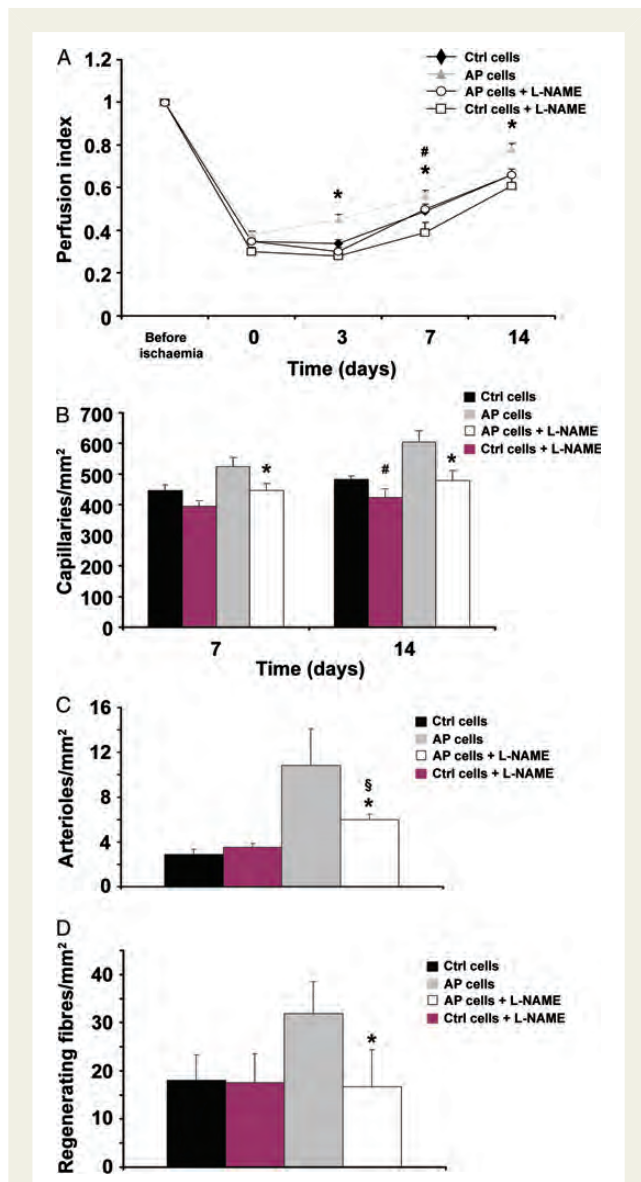 A
1.2
1
0.8
0.6
0.4
0.2
0
Perfusion index
Ctrl cells
AP cells
AP cells + L-NAME
Ctrl cells + L-NAME
*
#
*
*
Before
ischaemia
0 3 7 14
Time (days)
B
700
600
500
400
300
200
100
0
Capillaries/mm²
Ctrl cells
AP cells
AP cells + L-NAME
Ctrl cells + L-NAME
*
#
*
7 14
Time (days)
C
16
12
8
4
0
Arterioles/mm²
Ctrl cells
AP cells
AP cells + L-NAME
Ctrl cells + L-NAME
§
*
D
40
30
20
10
0
Regenerating fibres/mm²
Ctrl cells
AP cells
AP cells + L-NAME
Ctrl cells + L-NAME
*